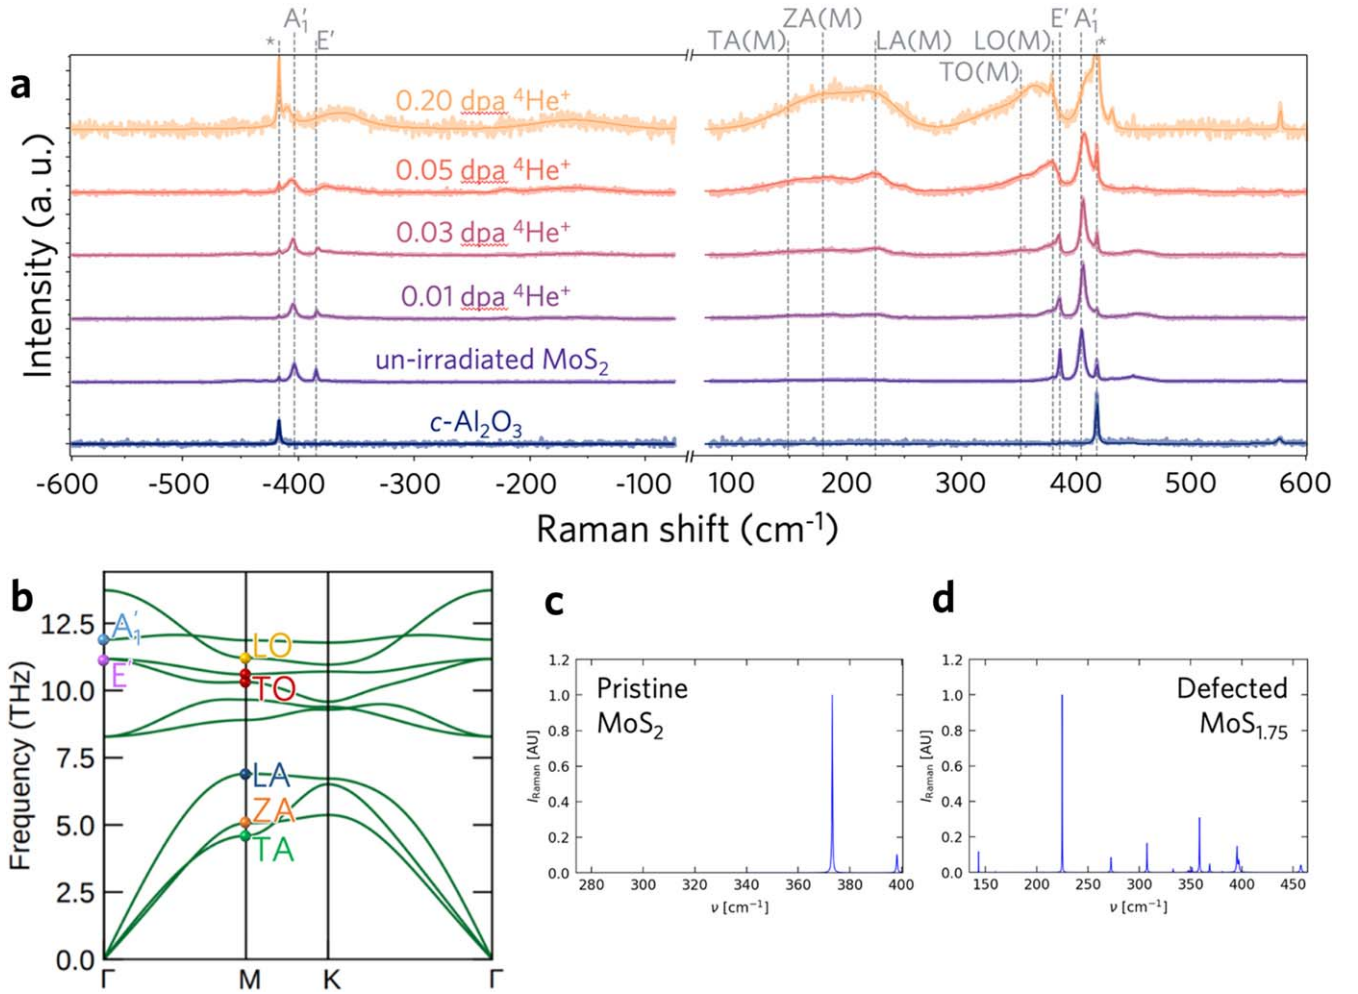 a
* A₁′ E′
TA(M) ZA(M) LA(M) LO(M) E′ A₁′ *
TO(M)
0.20 dpa ⁴He⁺
0.05 dpa ⁴He⁺
0.03 dpa ⁴He⁺
0.01 dpa ⁴He⁺
un-irradiated MoS₂
c-Al₂O₃
Intensity (a. u.)
-600 -500 -400 -300 -200 -100 100 200 300 400 500 600
Raman shift (cm⁻¹)
b
Frequency (THz)
12.5
10.0
7.5
5.0
2.5
0.0
A₁′
E′
LO
TO
LA
ZA
TA
Γ M K Γ
c
Pristine
MoS₂
I_Raman [AU]
1.2
1.0
0.8
0.6
0.4
0.2
0.0
280 300 320 340 360 380 400
ν [cm⁻¹]
d
Defected
MoS₁.₇₅
I_Raman [AU]
1.2
1.0
0.8
0.6
0.4
0.2
0.0
150 200 250 300 350 400 450
ν [cm⁻¹]